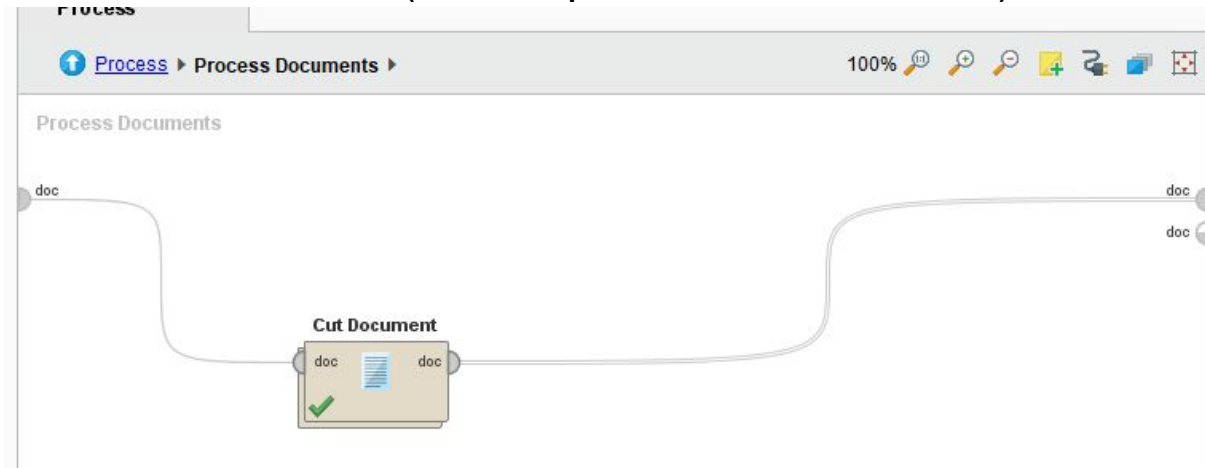 Process
Process ▸ Process Documents ▸
100%
Process Documents
doc
doc
doc
Cut Document
doc
doc